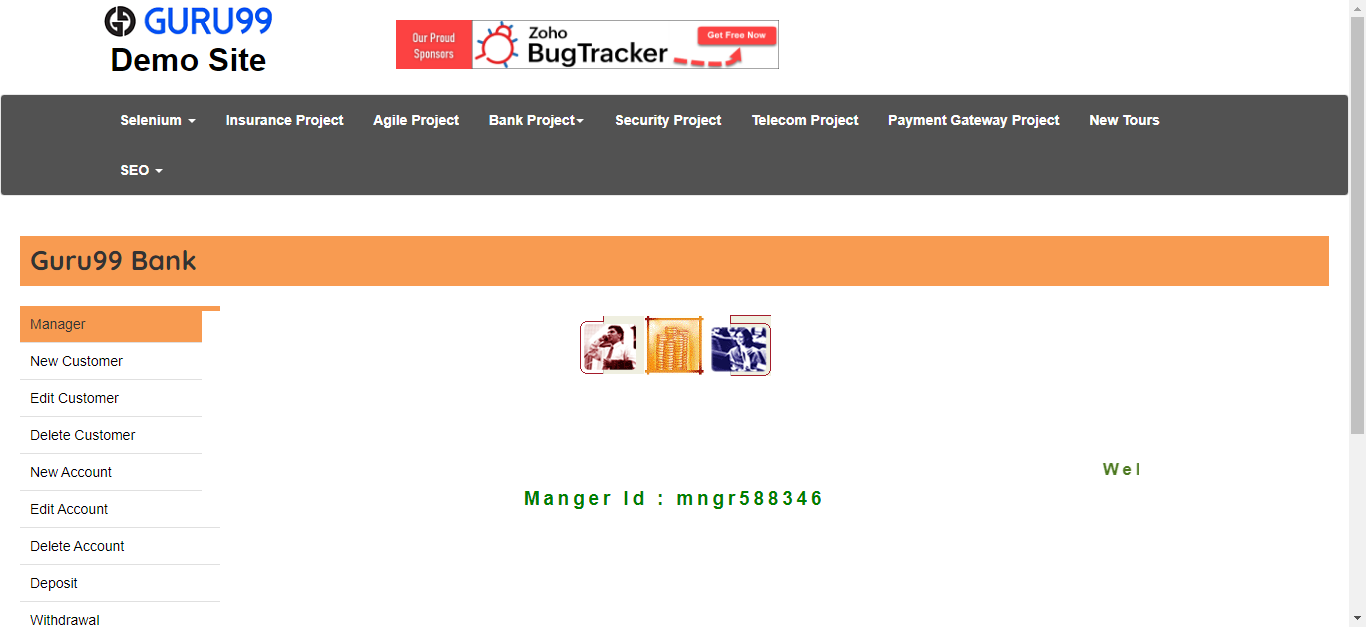 GURU99
Demo Site
Our Proud
Sponsors
Zoho
BugTracker
Get Free Now
Selenium Insurance Project Agile Project Bank Project Security Project Telecom Project Payment Gateway Project New Tours
SEO
Guru99 Bank
Manager
New Customer
Edit Customer
Delete Customer
New Account
Edit Account
Delete Account
Deposit
Withdrawal
Wel
Manger Id : mngr588346